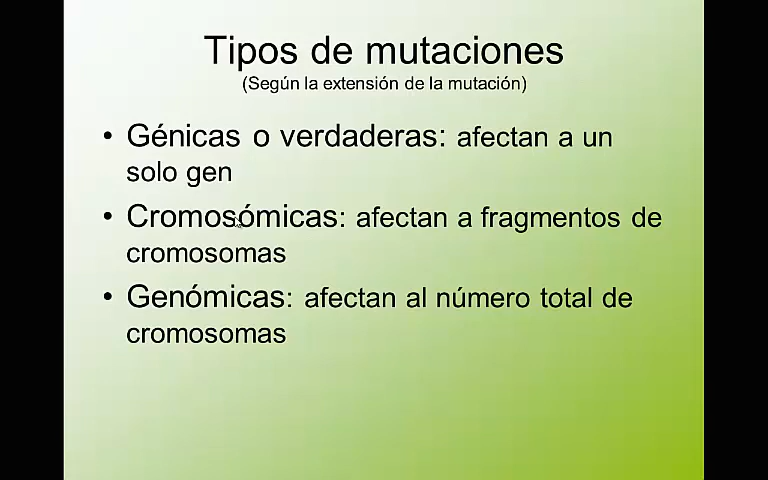 Tipos de mutaciones
(Según la extensión de la mutación)
• Génicas o verdaderas: afectan a un
solo gen
• Cromosómicas: afectan a fragmentos de
cromosomas
• Genómicas: afectan al número total de
cromosomas